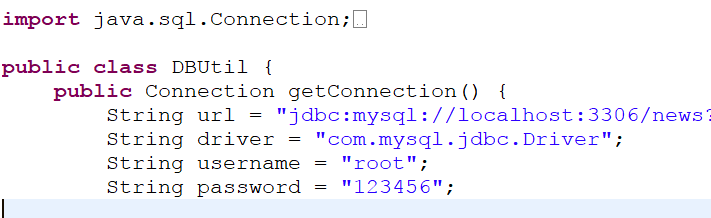 import java.sql.Connection;
public class DBUtil {
public Connection getConnection() {
String url = "jdbc:mysql://localhost:3306/news?
String driver = "com.mysql.jdbc.Driver";
String username = "root";
String password = "123456";